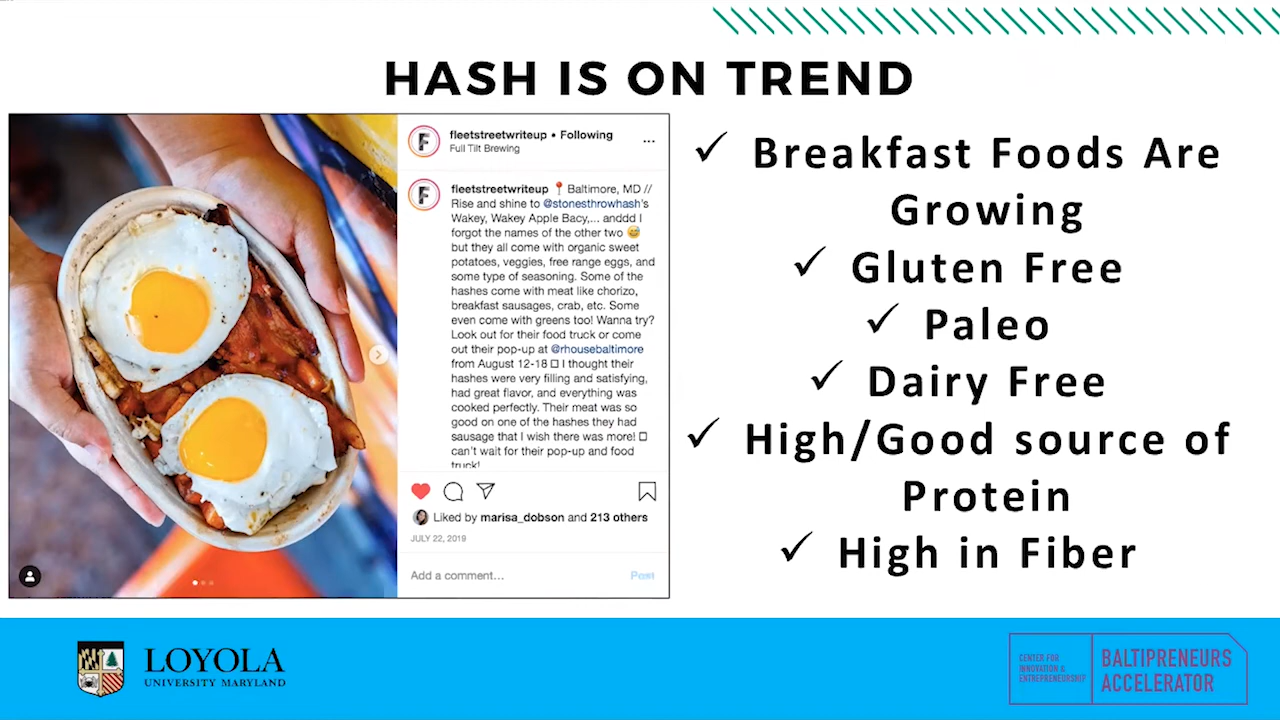 HASH IS ON TREND
fleetstreetwriteup • Following
Full Tilt Brewing
fleetstreetwriteup 📍 Baltimore, MD //
Rise and shine to @stonesthrowhash's
Wakey, Wakey Apple Bacy,... anddd I
forgot the names of the other two 😅
but they all come with organic sweet
potatoes, veggies, free range eggs, and
some type of seasoning. Some of the
hashes come with meat like chorizo,
breakfast sausages, crab, etc. Some
even come with greens too! Wanna try?
Look out for their food truck or come
out their pop-up at @rhousebaltimore
from August 12-18 □ I thought their
hashes were very filling and satisfying,
had great flavor, and everything was
cooked perfectly. Their meat was so
good on one of the hashes they had
sausage that I wish there was more! □
can't wait for their pop-up and food
truck!
Liked by marisa_dobson and 213 others
JULY 22, 2019
Add a comment...
Post
✓ Breakfast Foods Are
Growing
✓ Gluten Free
✓ Paleo
✓ Dairy Free
✓ High/Good source of
Protein
✓ High in Fiber
LOYOLA
UNIVERSITY MARYLAND
CENTER FOR
INNOVATION &
ENTREPRENEURSHIP
BALTIPRENEURS
ACCELERATOR